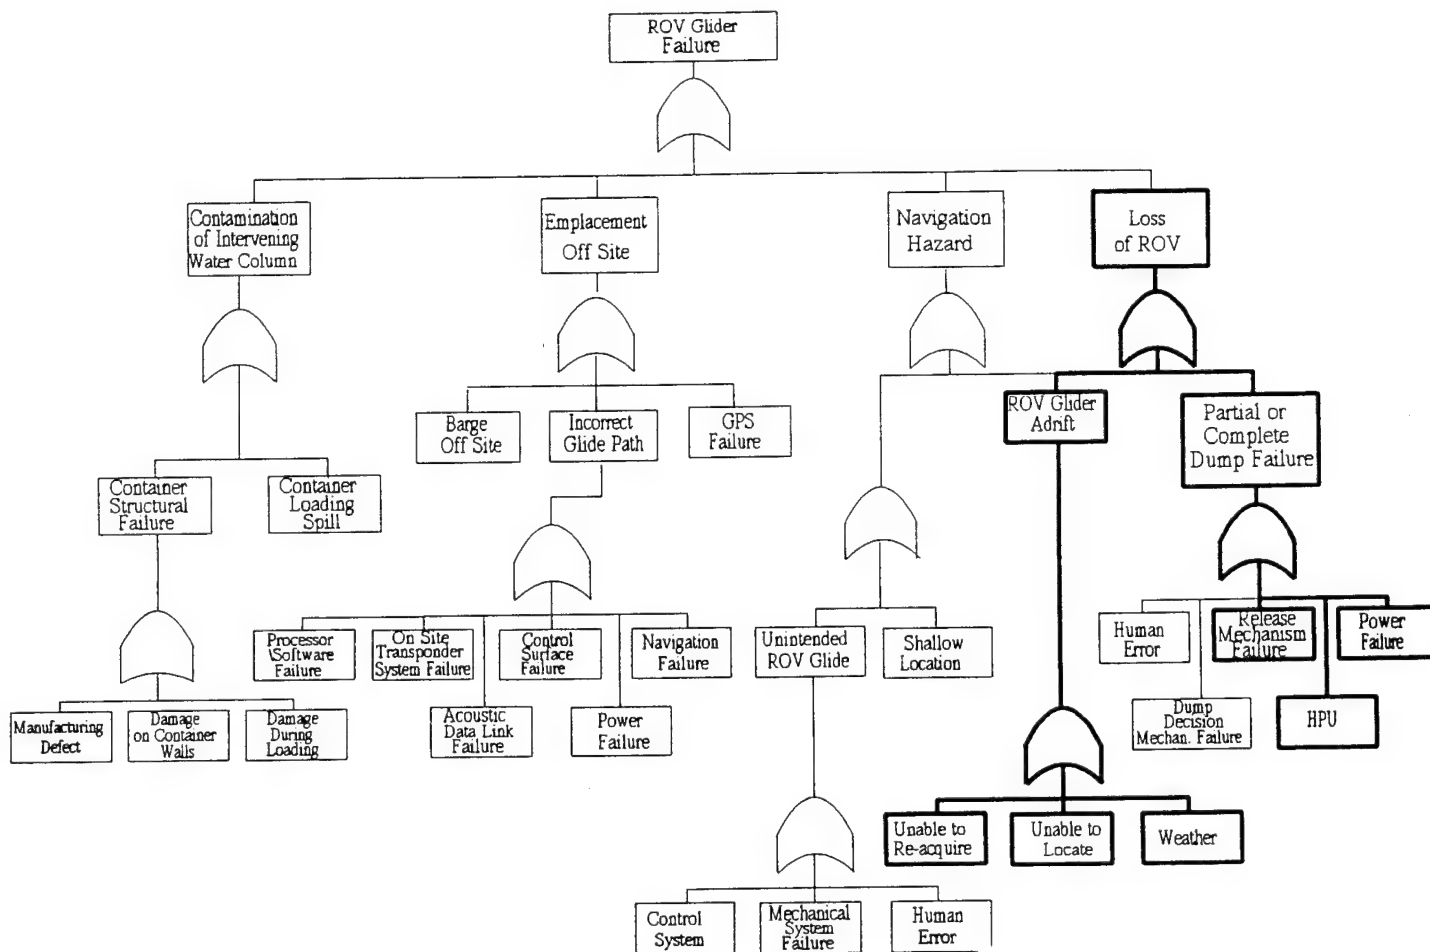 ROV Glider
Failure
Contamination
of Intervening
Water Column
Emplacement
Off Site
Navigation
Hazard
Loss
of ROV
Barge
Off Site
Incorrect
Glide Path
GPS
Failure
ROV Glider
Adrift
Partial or
Complete
Dump Failure
Container
Structural
Failure
Container
Loading
Spill
Processor
\Software
Failure
On Site
Transponder
System Failure
Control
Surface
Failure
Navigation
Failure
Unintended
ROV Glide
Shallow
Location
Human
Error
Release
Mechanism
Failure
Power
Failure
Manufacturing
Defect
Damage
on Container
Walls
Damage
During
Loading
Acoustic
Data Link
Failure
Power
Failure
Dump
Decision
Mechan. Failure
HPU
Unable to
Re-acquire
Unable to
Locate
Weather
Control
System
Mechanical
System
Failure
Human
Error